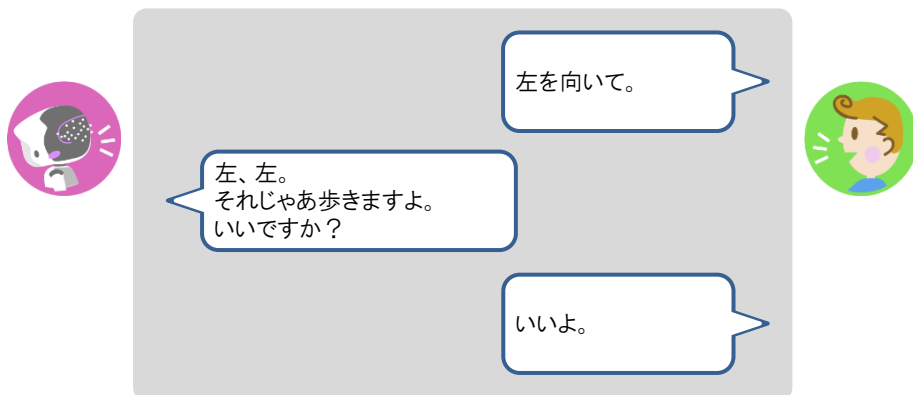 左を向いて。
左、左。
それじゃあ歩きますよ。
いいですか？
いいよ。